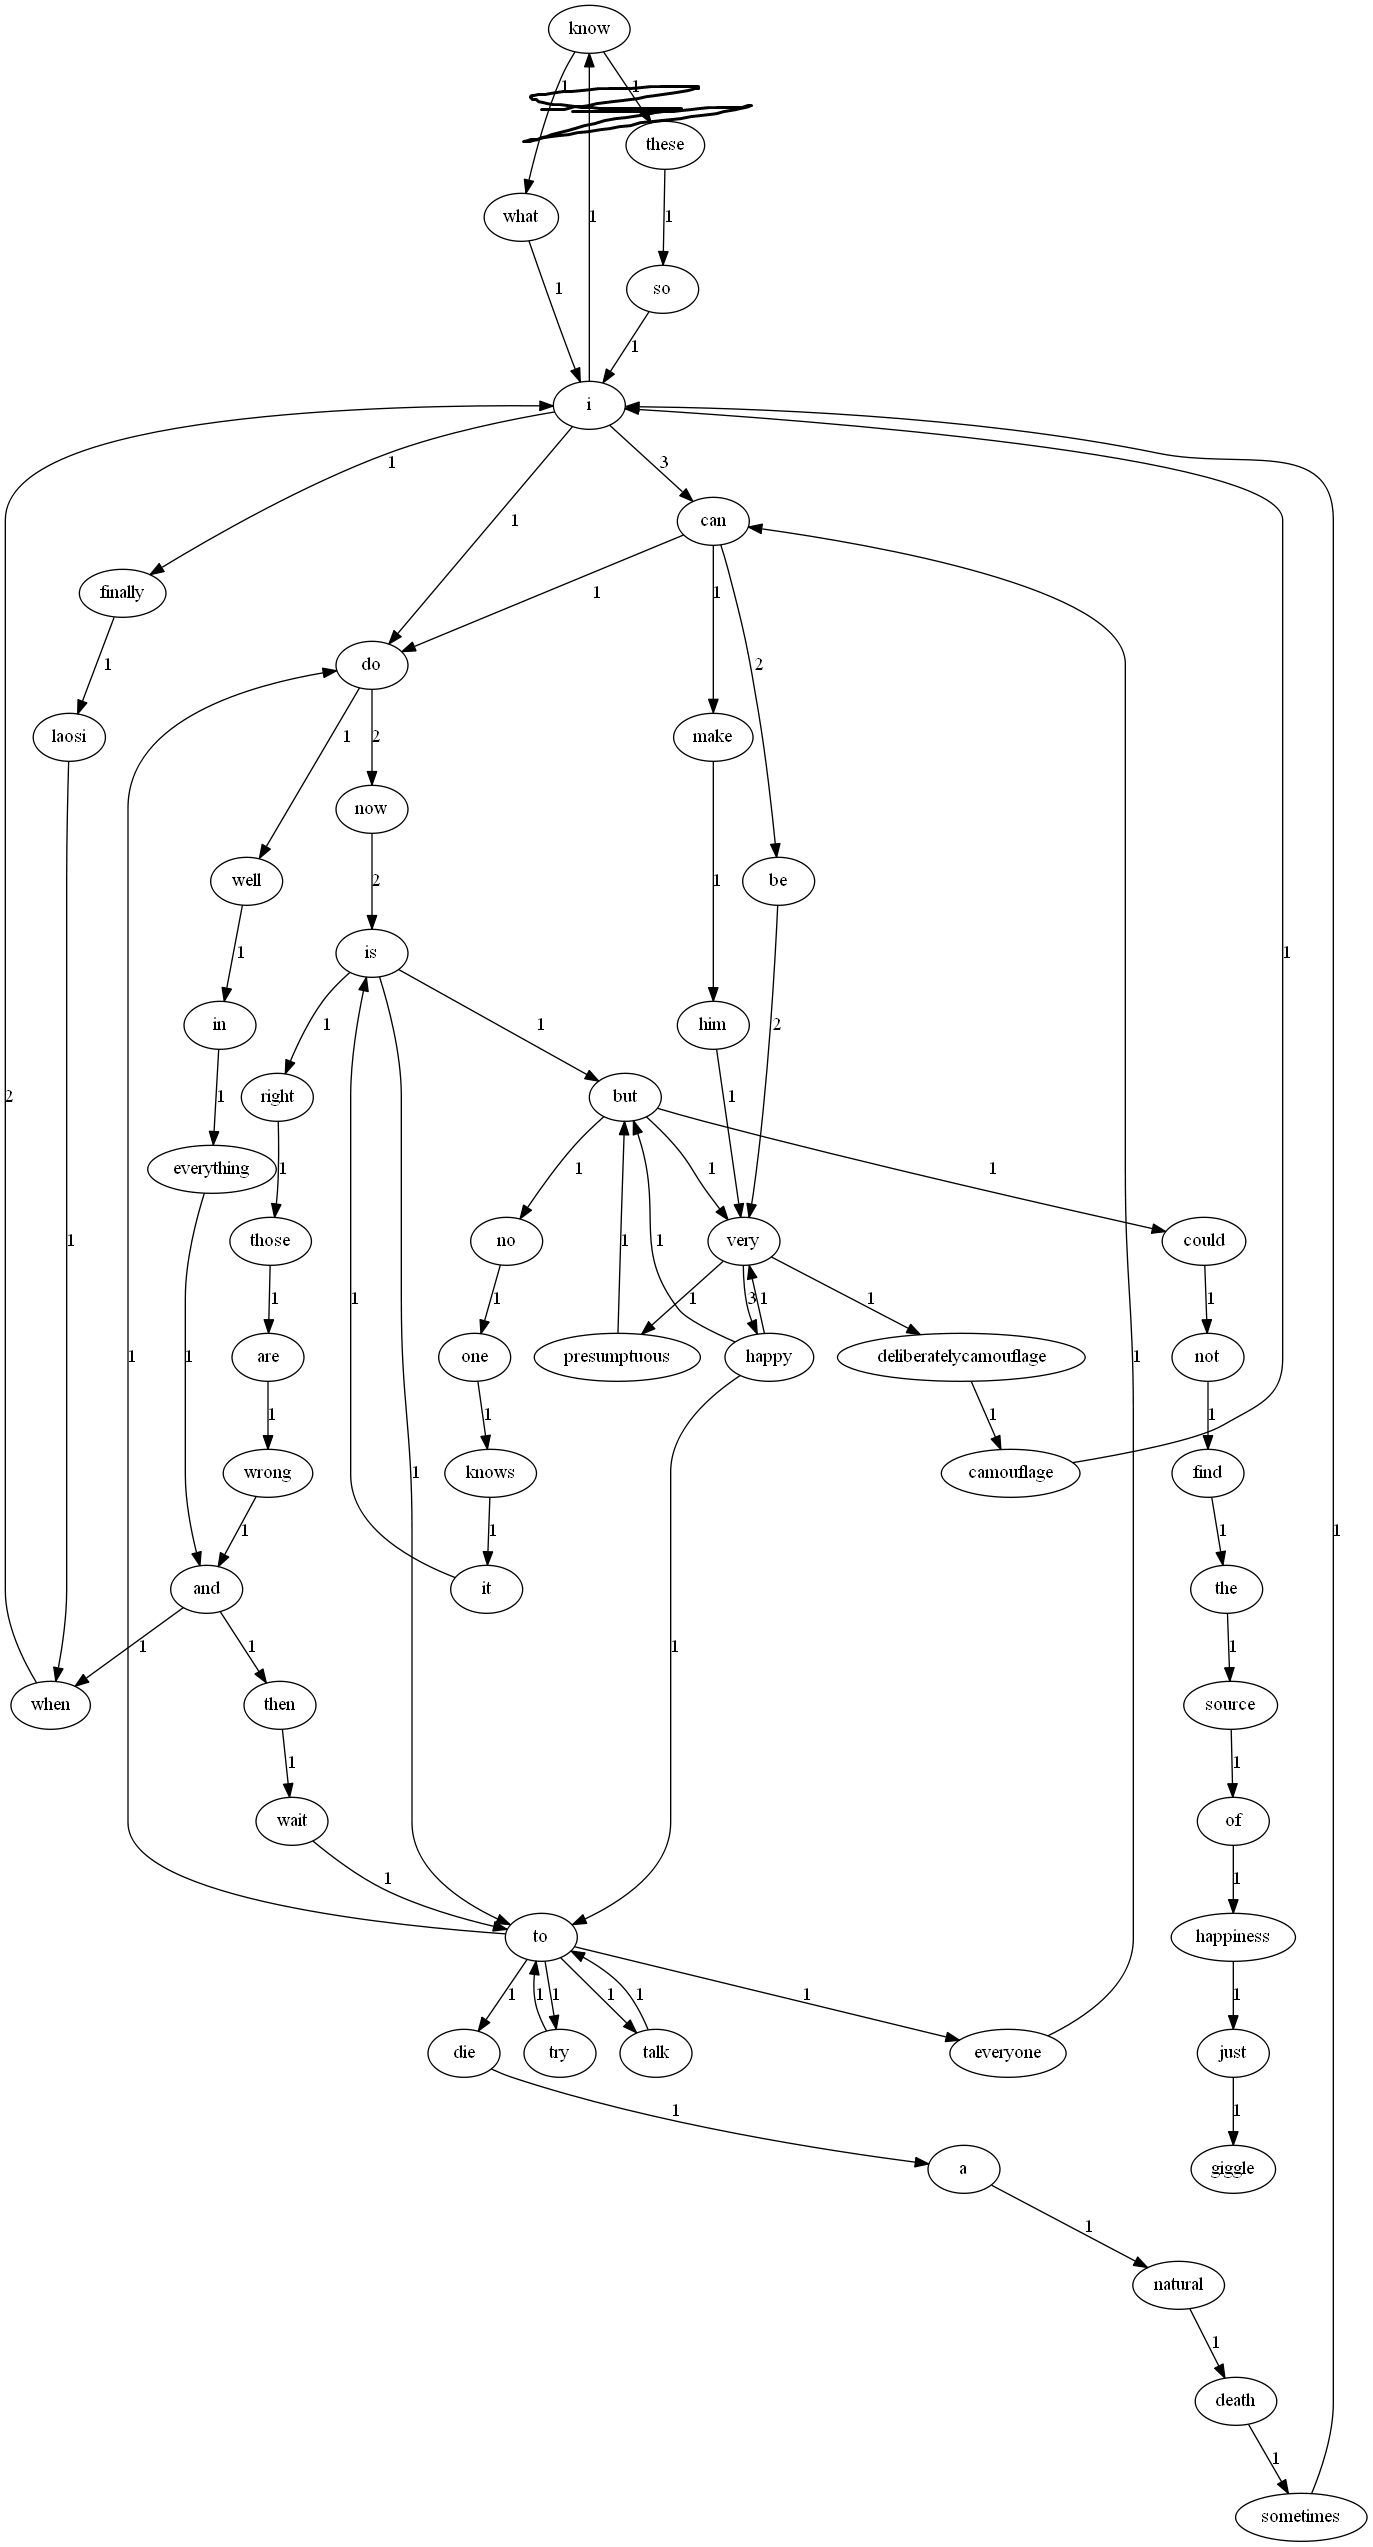 know
1 1
these
what
1 1
so
1
1
i
1 3
1
can
finally
1 1 1
do
1 2
laosi make
1 2
now
1
2 1
well be
1 is 1
in him
1 1 2
2 1 1
right but
everything
1 1 1 1
those no very could
1 1 1
1 1 1 1 3 1 1 1
1 1 are one presumptuous happy deliberatelycamouflage not 1
1 1 1 1 1
wrong knows camouflage find
1 1 1 1
and it the
1 1 1 1
when then source
1 1
wait of
1 1
to happiness
1 1 1 1 1 1 1
die try talk everyone just
1 1
a giggle
1
natural
1
death
1
sometimes